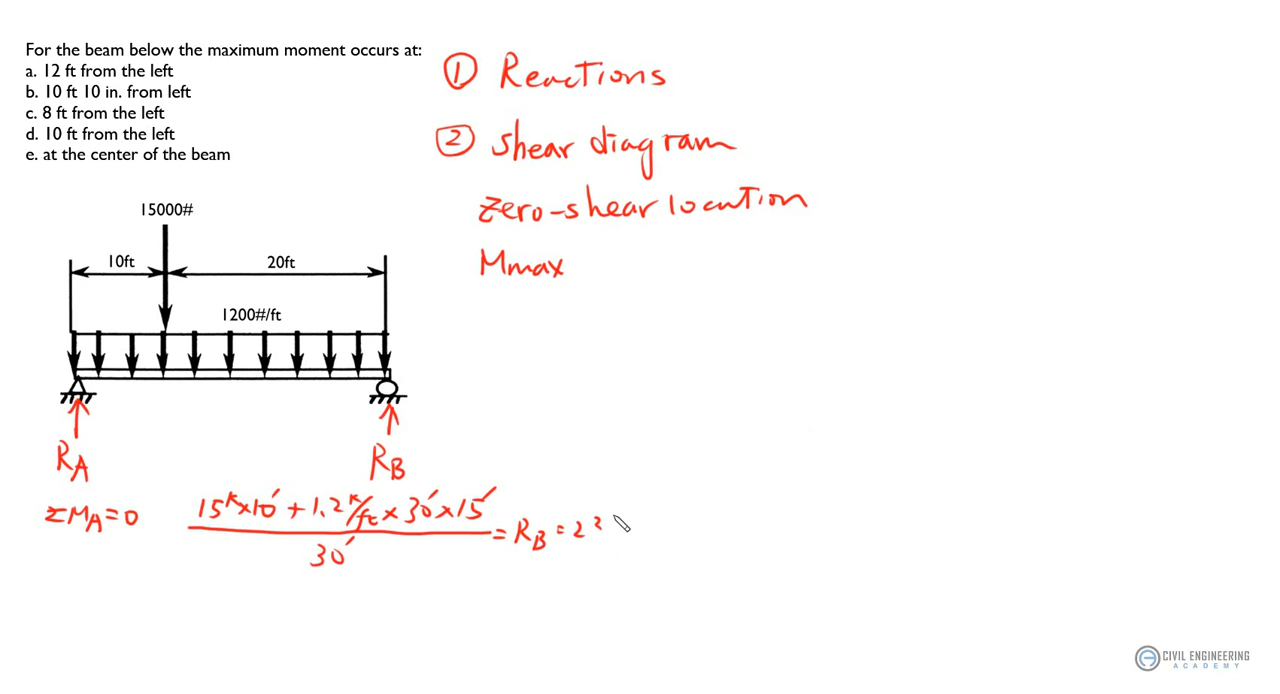 For the beam below the maximum moment occurs at:
a. 12 ft from the left
b. 10 ft 10 in. from left
c. 8 ft from the left
d. 10 ft from the left
e. at the center of the beam
① Reactions
② shear diagram
zero-shear location
Mmax
15000#
10ft
20ft
1200#/ft
RA
RB
ΣMA=0
15ᴷx10′ + 1.2 ᴷ/ft x 30′ x 15′
30′
= RB = 23
CIVIL ENGINEERING
ACADEMY